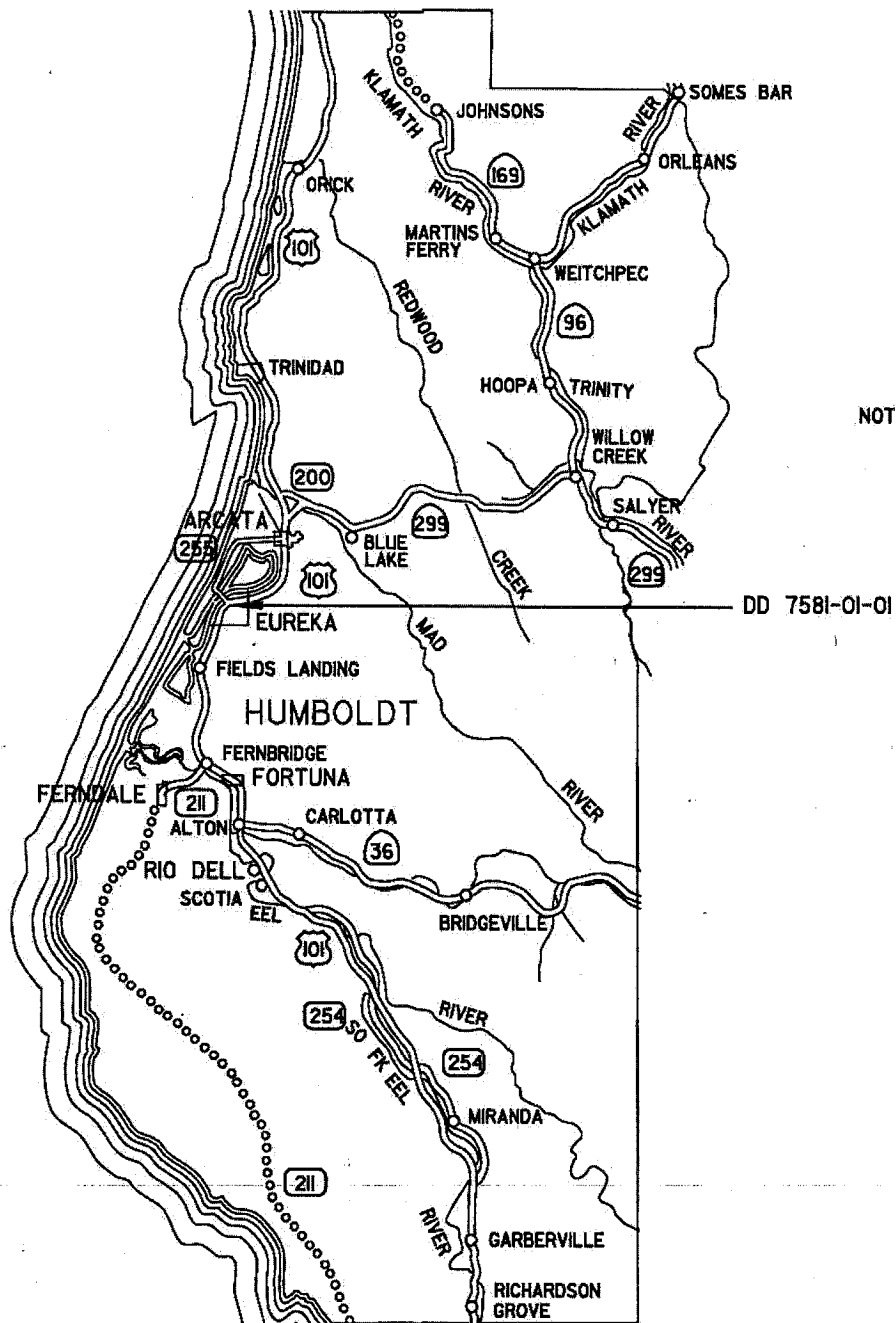 SOMES BAR
KLAMATH
RIVER
JOHNSONS
RIVER
ORLEANS
ORICK
169
KLAMATH
101
MARTINS
FERRY
WEITCHPEC
REDWOOD
96
TRINIDAD
HOOPA
TRINITY
NOT
WILLOW
CREEK
200
SALYER
ARCATA
299
RIVER
255
BLUE
LAKE
CREEK
299
101
DD 7581-01-01
EUREKA
MAD
FIELDS LANDING
HUMBOLDT
FERNBRIDGE
FORTUNA
FERNDALE
RIVER
211
ALTON
CARLOTTA
36
RIO DELL
SCOTIA
EEL
BRIDGEVILLE
101
RIVER
254
SO FK EEL
254
MIRANDA
211
RIVER
GARBERVILLE
RICHARDSON
GROVE